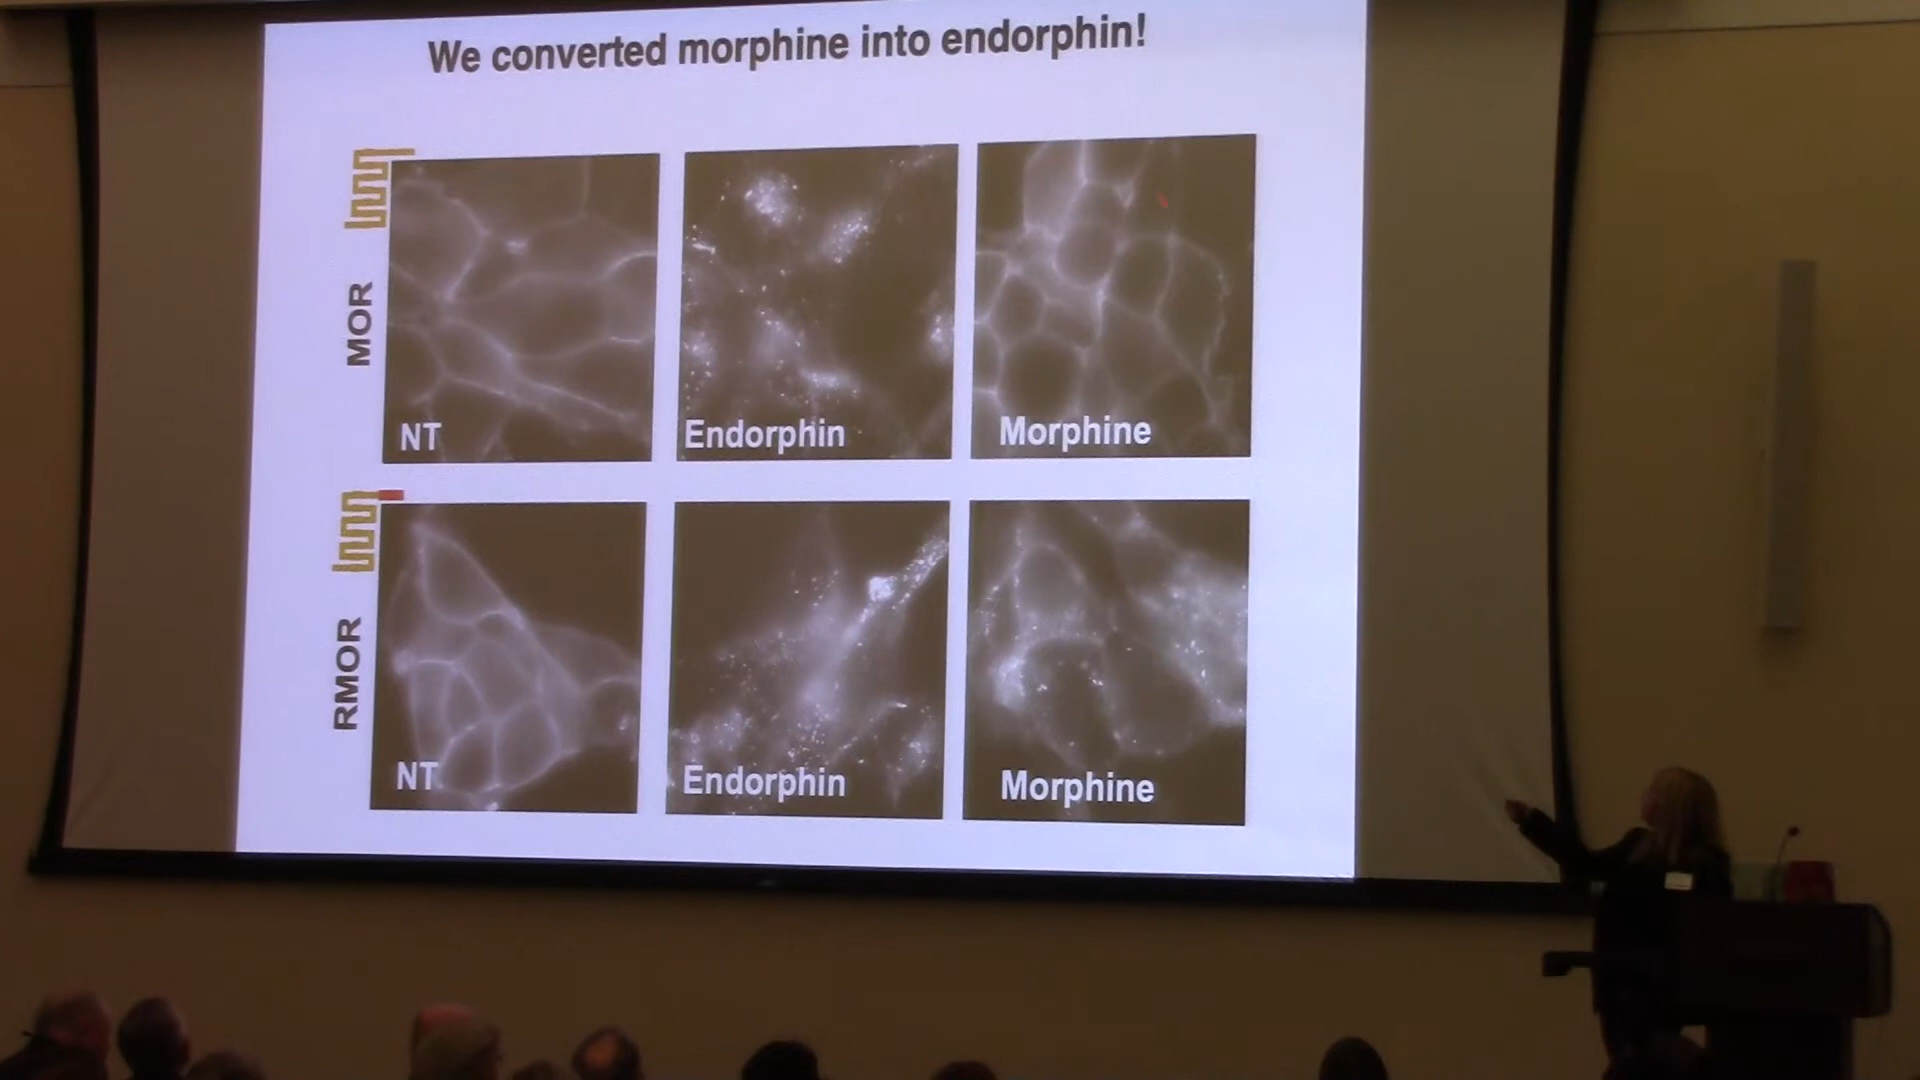 We converted morphine into endorphin!
MOR
NT
Endorphin
Morphine
RMOR
NT
Endorphin
Morphine